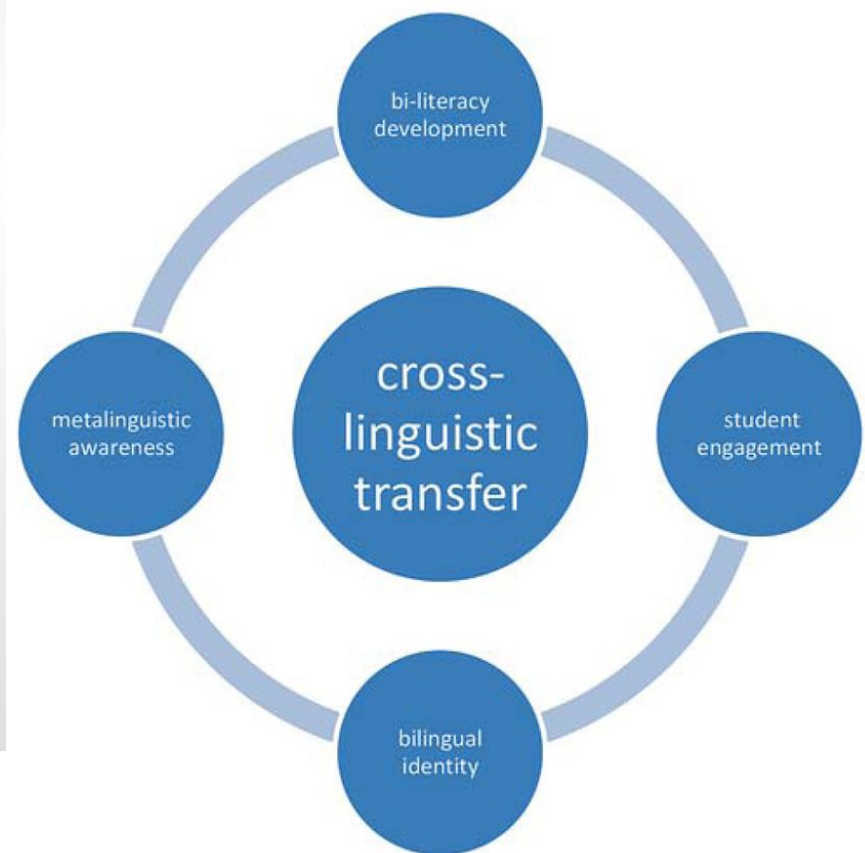 bi-literacy
development
cross-
linguistic
transfer
metalinguistic
awareness
student
engagement
bilingual
identity